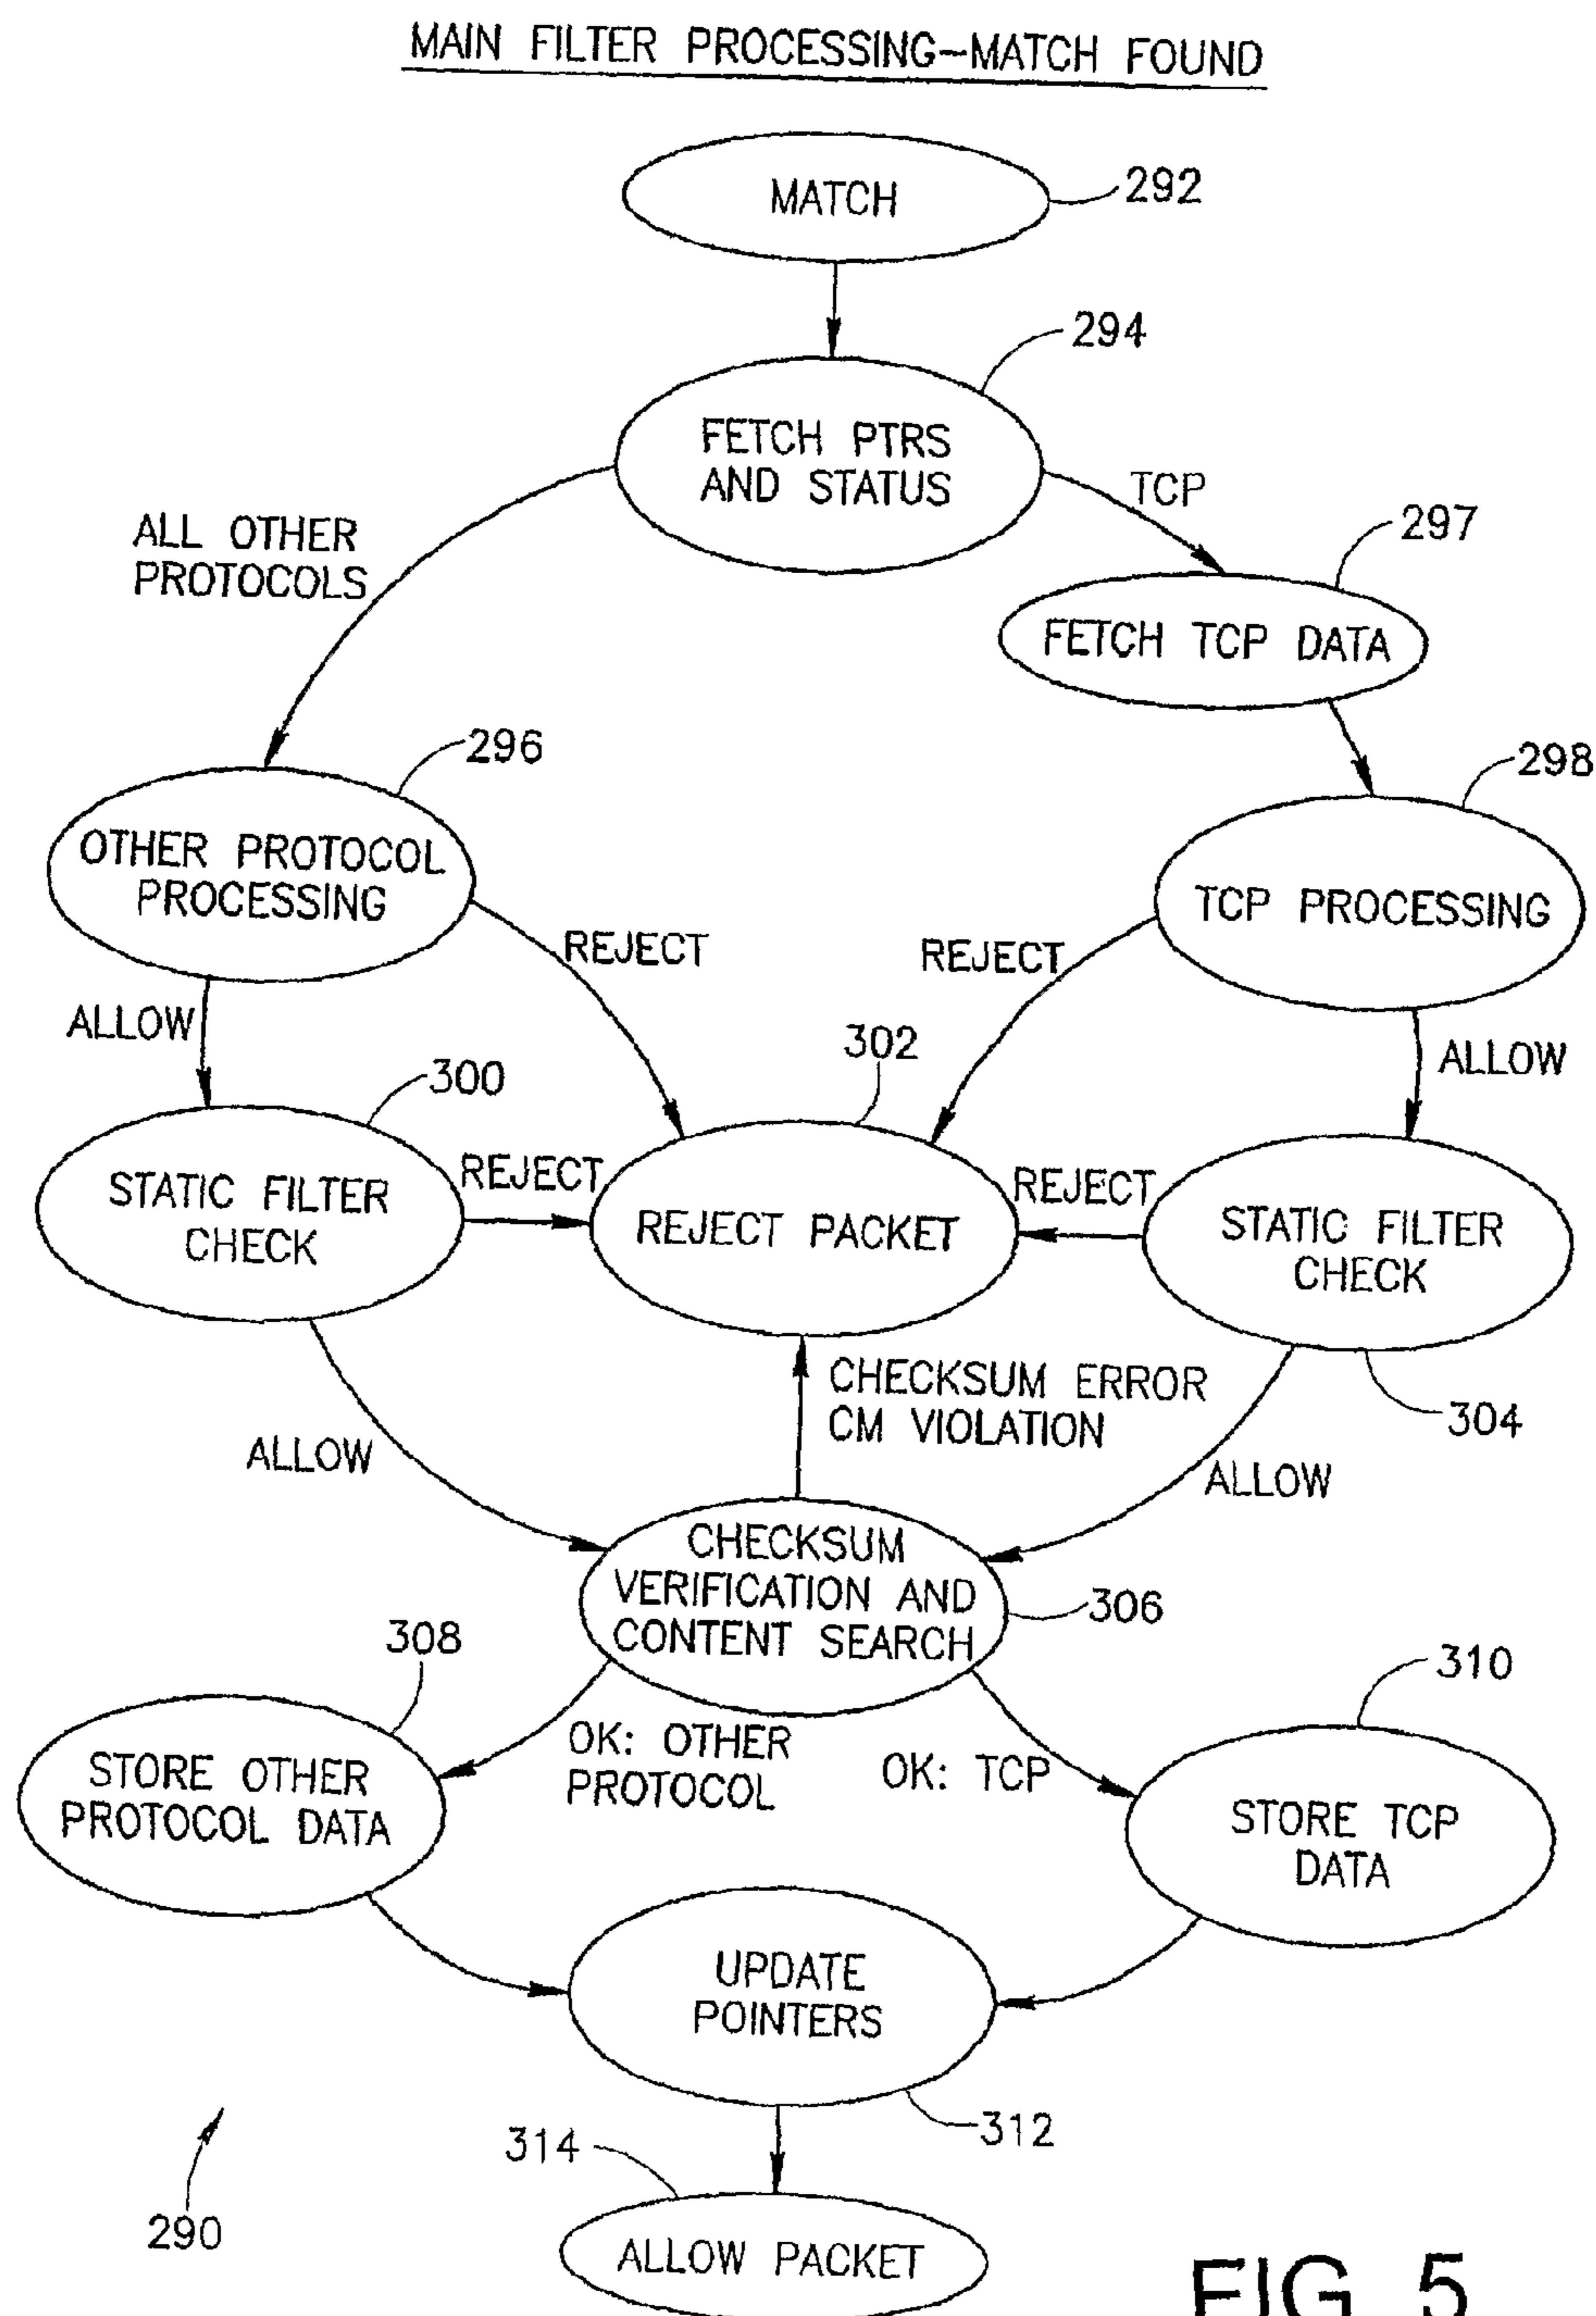 MAIN FILTER PROCESSING–MATCH FOUND
MATCH
292
294
FETCH PTRS
AND STATUS
TCP
297
ALL OTHER
PROTOCOLS
FETCH TCP DATA
296
298
OTHER PROTOCOL
PROCESSING
TCP PROCESSING
REJECT
REJECT
ALLOW
302
ALLOW
300
REJECT
REJECT
STATIC FILTER
CHECK
REJECT PACKET
STATIC FILTER
CHECK
CHECKSUM ERROR
CM VIOLATION
304
ALLOW
ALLOW
CHECKSUM
VERIFICATION AND
CONTENT SEARCH
306
308
310
OK: OTHER
PROTOCOL
OK: TCP
STORE OTHER
PROTOCOL DATA
STORE TCP
DATA
UPDATE
POINTERS
312
314
290
ALLOW PACKET
FIG. 5